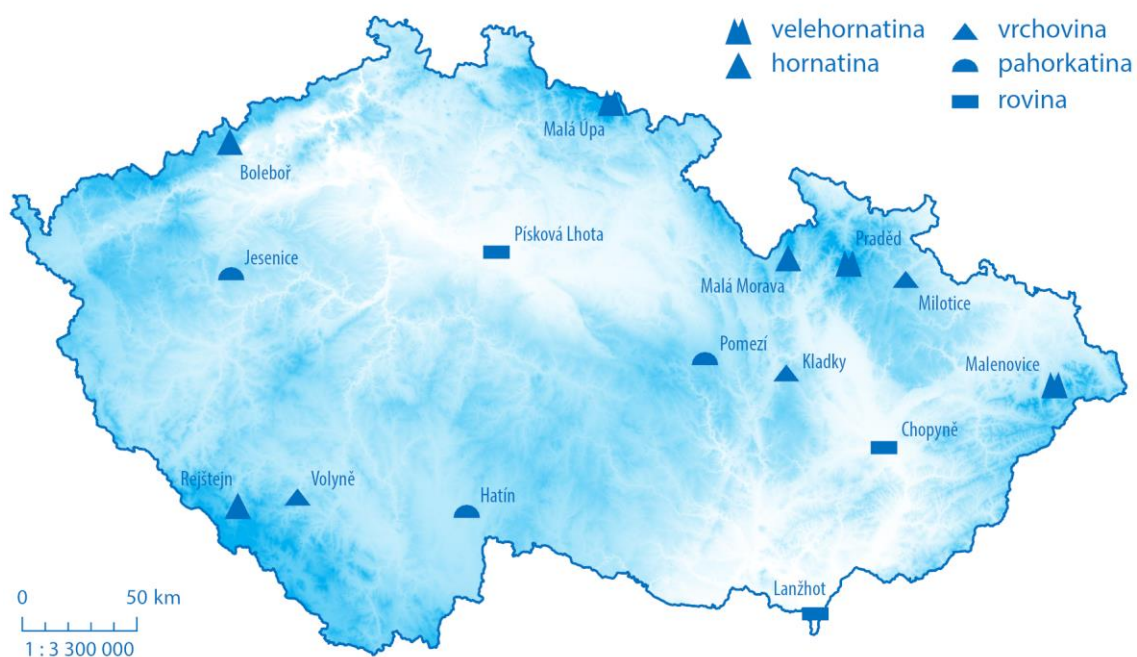 velehornatina
hornatina
vrchovina
pahorkatina
rovina
Malá Úpa
Boleboř
Písková Lhota
Jesenice
Praděd
Malá Morava
Milotice
Pomezí
Kladky
Malenovice
Chopyně
Rejštejn
Volyně
Hatín
Lanžhot
0 50 km
1 : 3 300 000